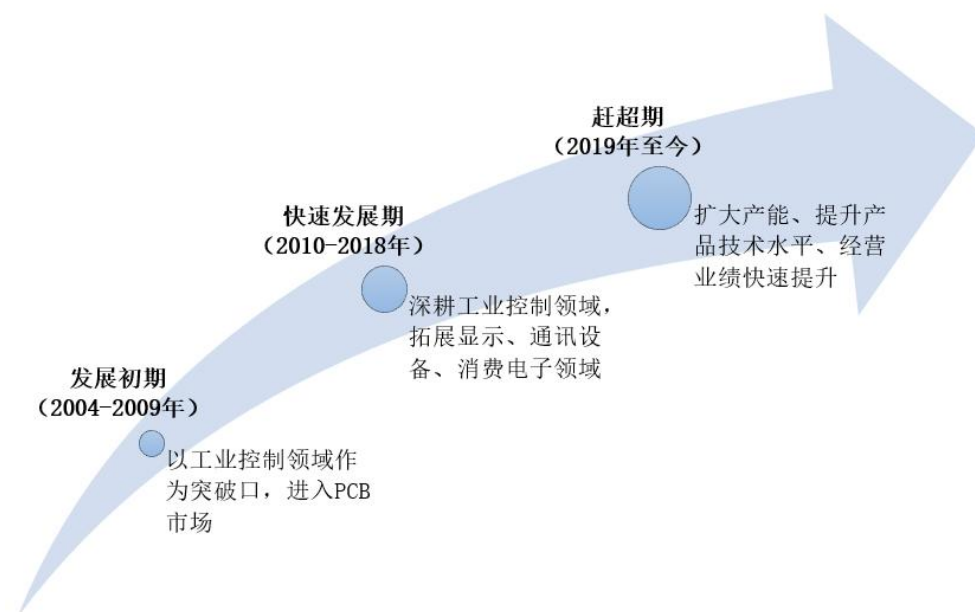 赶超期
（2019年至今）
扩大产能、提升产
品技术水平、经营
业绩快速提升
快速发展期
（2010-2018年）
深耕工业控制领域，
拓展显示、通讯设
备、消费电子领域
发展初期
（2004-2009年）
以工业控制领域作
为突破口，进入PCB
市场